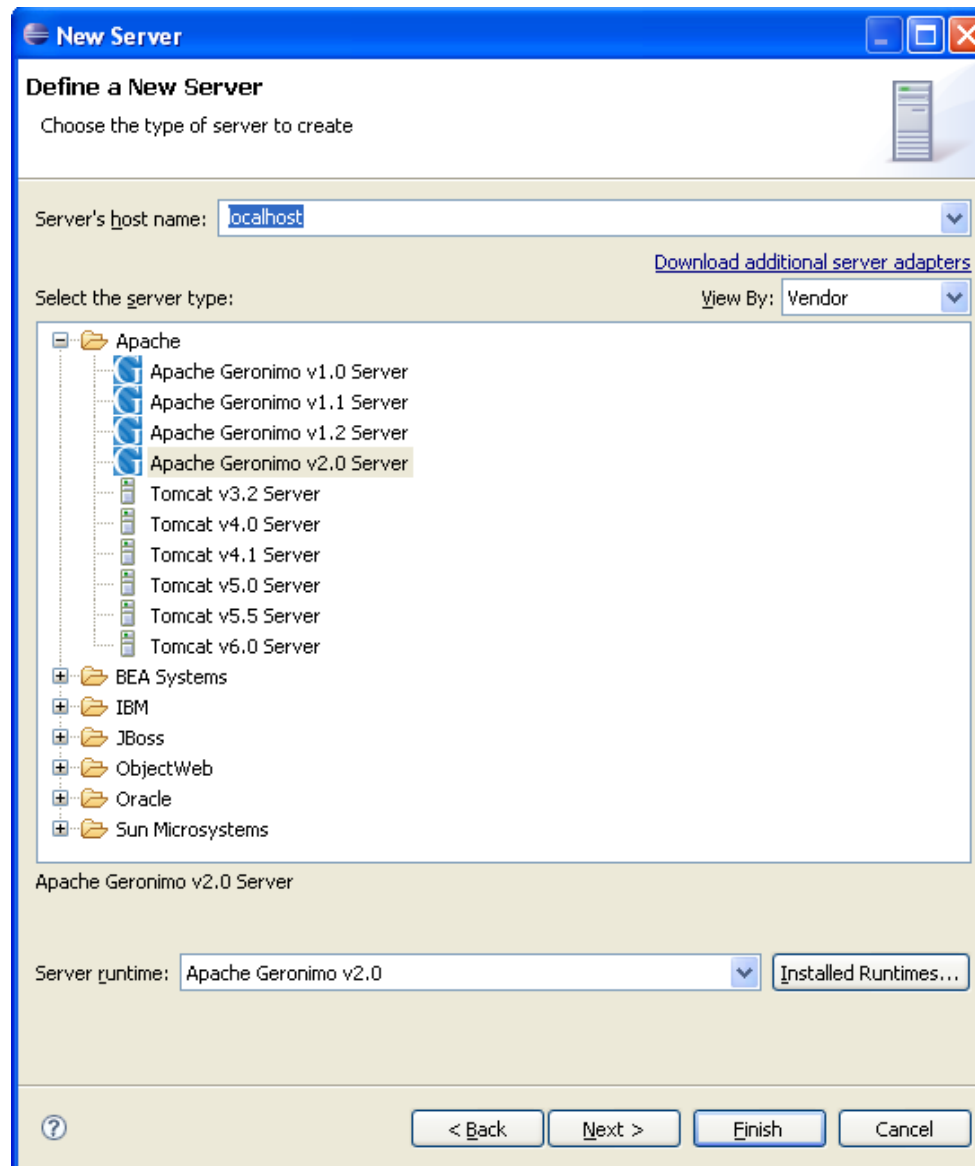 New Server
Define a New Server
Choose the type of server to create
Server's host name: localhost
Download additional server adapters
Select the server type: View By: Vendor
Apache
Apache Geronimo v1.0 Server
Apache Geronimo v1.1 Server
Apache Geronimo v1.2 Server
Apache Geronimo v2.0 Server
Tomcat v3.2 Server
Tomcat v4.0 Server
Tomcat v4.1 Server
Tomcat v5.0 Server
Tomcat v5.5 Server
Tomcat v6.0 Server
BEA Systems
IBM
JBoss
ObjectWeb
Oracle
Sun Microsystems
Apache Geronimo v2.0 Server
Server runtime: Apache Geronimo v2.0 Installed Runtimes...
? < Back Next > Finish Cancel